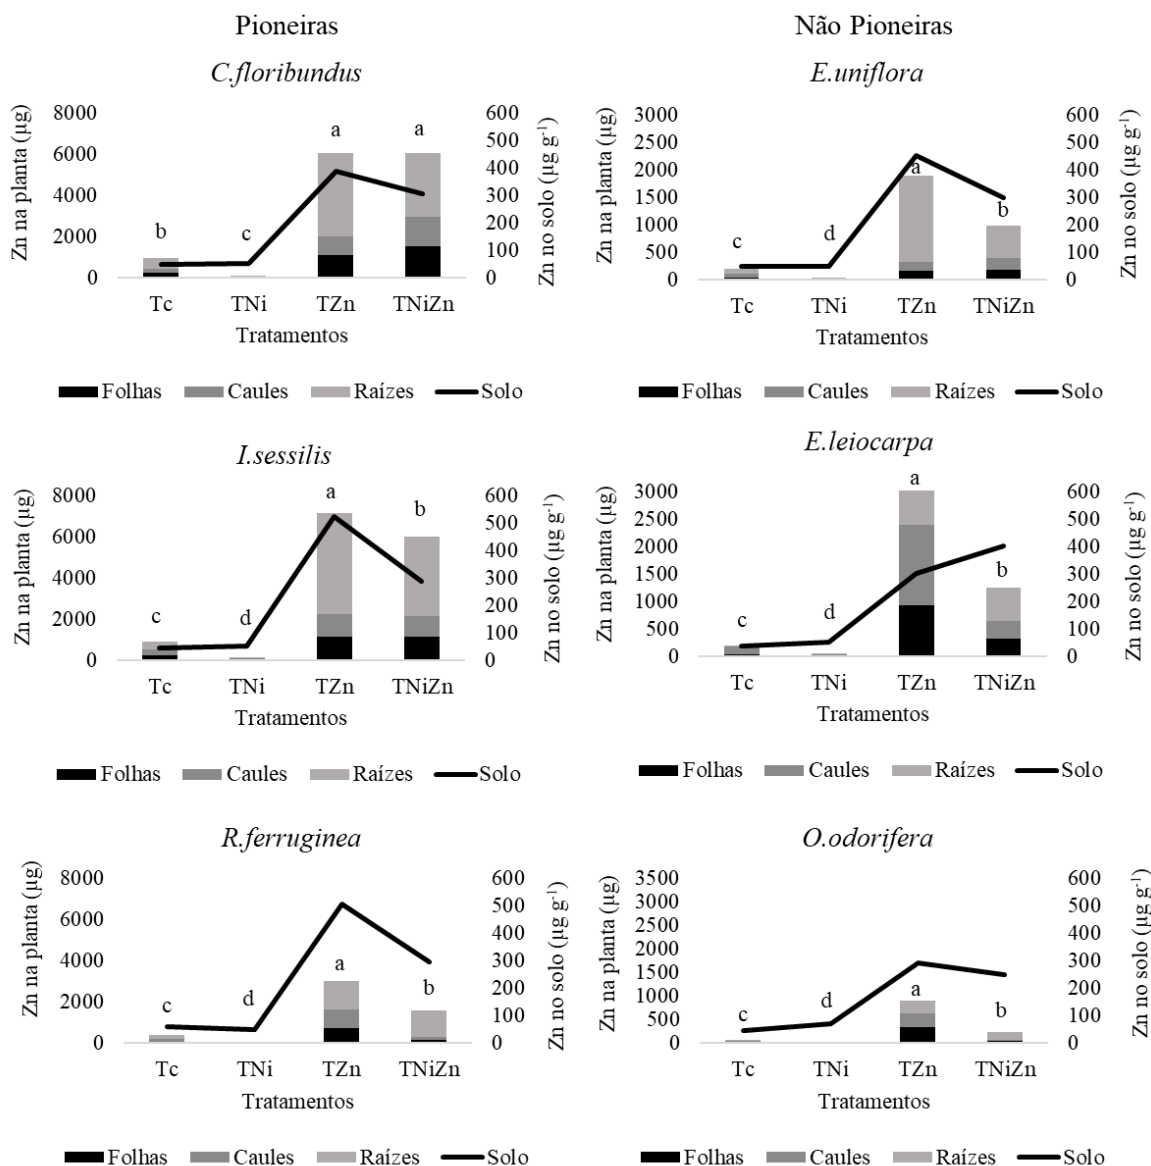 Pioneiras
C.floribundus
Zn na planta (µg)
8000
6000
4000
2000
0
b
c
a
a
600
500
400
300
200
100
0
Zn no solo (µg g-1)
Tc TNi TZn TNiZn
Tratamentos
Folhas Caules Raízes Solo
I.sessilis
Zn na planta (µg)
8000
6000
4000
2000
0
c
d
a
b
600
500
400
300
200
100
0
Zn no solo (µg g-1)
Tc TNi TZn TNiZn
Tratamentos
Folhas Caules Raízes Solo
R.ferruginea
Zn na planta (µg)
8000
6000
4000
2000
0
c
d
a
b
600
500
400
300
200
100
0
Zn no solo (µg g-1)
Tc TNi TZn TNiZn
Tratamentos
Folhas Caules Raízes Solo
Não Pioneiras
E.uniflora
Zn na planta (µg)
3000
2500
2000
1500
1000
500
0
c
d
a
b
600
500
400
300
200
100
0
Zn no solo (µg g-1)
Tc TNi TZn TNiZn
Tratamentos
Folhas Caules Raízes Solo
E.leiocarpa
Zn na planta (µg)
3000
2500
2000
1500
1000
500
0
c
d
a
b
600
500
400
300
200
100
0
Zn no solo (µg g-1)
Tc TNi TZn TNiZn
Tratamentos
Folhas Caules Raízes Solo
O.odorifera
Zn na planta (µg)
3500
3000
2500
2000
1500
1000
500
0
c
d
a
b
600
500
400
300
200
100
0
Zn no solo (µg g-1)
Tc TNi TZn TNiZn
Tratamentos
Folhas Caules Raízes Solo